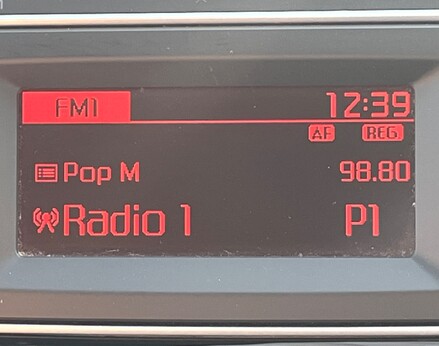 FM1 12:39
AF REG
Pop M 98.80
Radio 1 P1